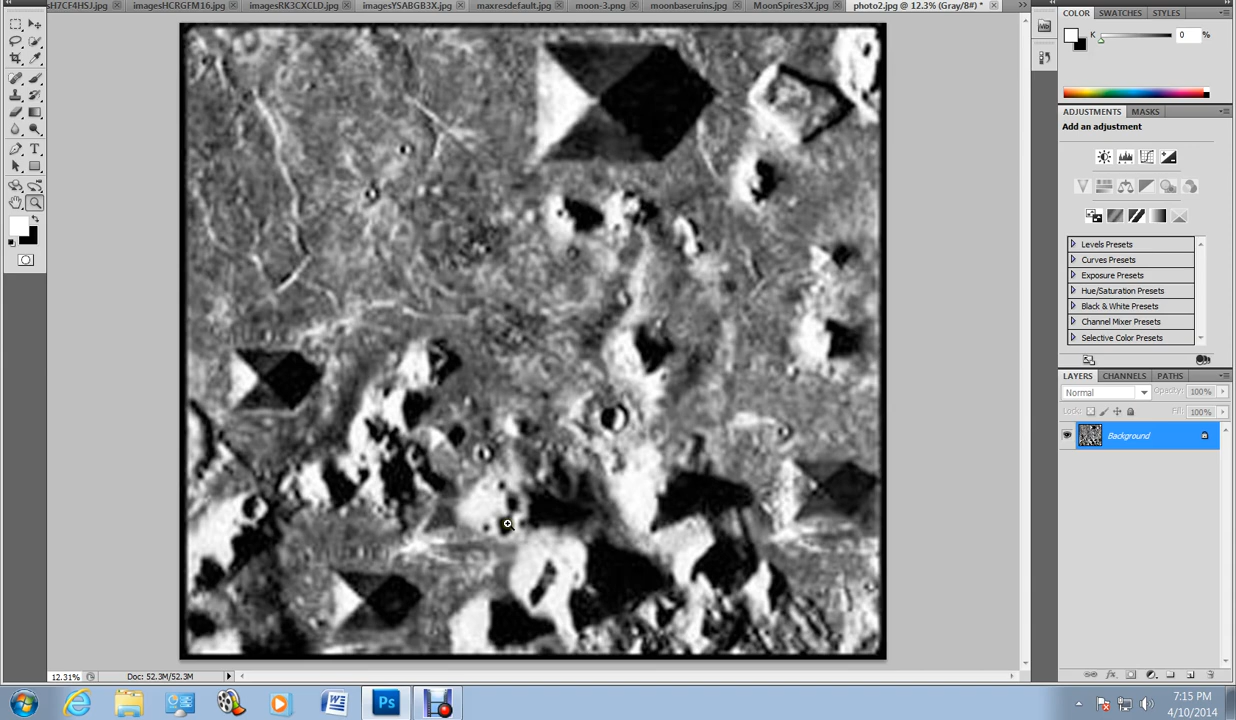 sH7CF4HSJ.jpg
imagesHCRGFM16.jpg
imagesRK3CXCLD.jpg
imagesYSABGB3X.jpg
maxresdefault.jpg
moon-3.png
moonbaseruins.jpg
MoonSpires3X.jpg
photo2.jpg @ 12.3% (Gray/8#) *
COLOR
SWATCHES
STYLES
K
0
%
ADJUSTMENTS
MASKS
Add an adjustment
Levels Presets
Curves Presets
Exposure Presets
Hue/Saturation Presets
Black & White Presets
Channel Mixer Presets
Selective Color Presets
LAYERS
CHANNELS
PATHS
Normal
Opacity: 100%
Lock:
Fill: 100%
Background
12.31%
Doc: 52.3M/52.3M
Ps
7:15 PM
4/10/2014